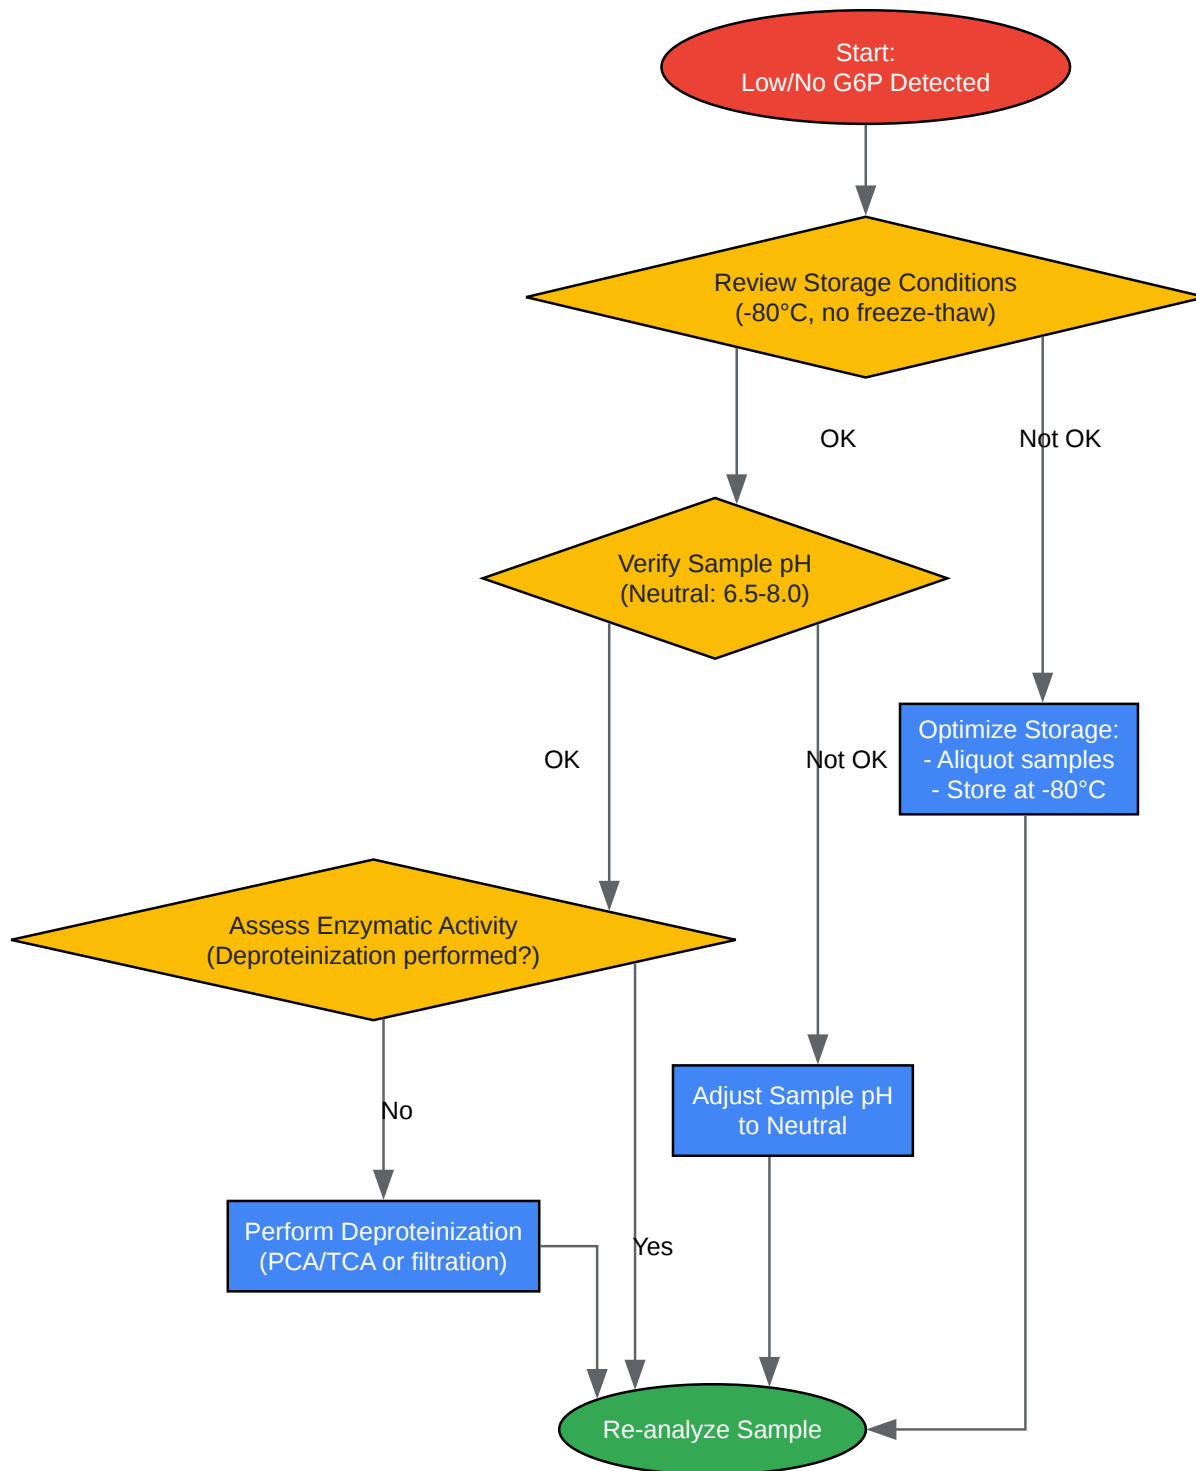 Start:
Low/No G6P Detected
Review Storage Conditions
(-80°C, no freeze-thaw)
OK
Not OK
Verify Sample pH
(Neutral: 6.5-8.0)
OK
Not OK
Optimize Storage:
- Aliquot samples
- Store at -80°C
Assess Enzymatic Activity
(Deproteinization performed?)
No
Adjust Sample pH
to Neutral
Perform Deproteinization
(PCA/TCA or filtration)
Yes
Re-analyze Sample